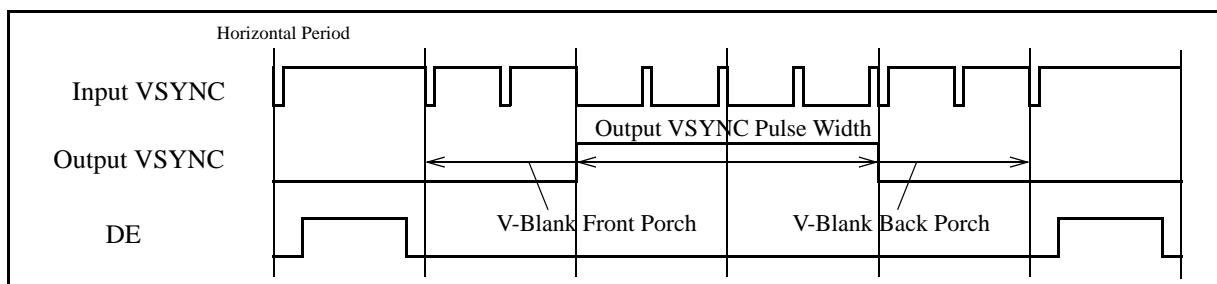 Horizontal Period
Input VSYNC
Output VSYNC Pulse Width
Output VSYNC
V-Blank Front Porch
V-Blank Back Porch
DE